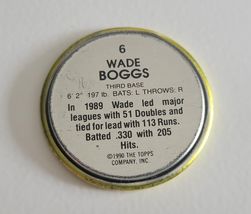 6
WADE
BOGGS
THIRD BASE
6' 2" 197 lb. BATS: L THROWS: R
In 1989 Wade led major
leagues with 51 Doubles and
tied for lead with 113 Runs.
Batted .330 with 205
Hits.
©1990 THE TOPPS
COMPANY, INC